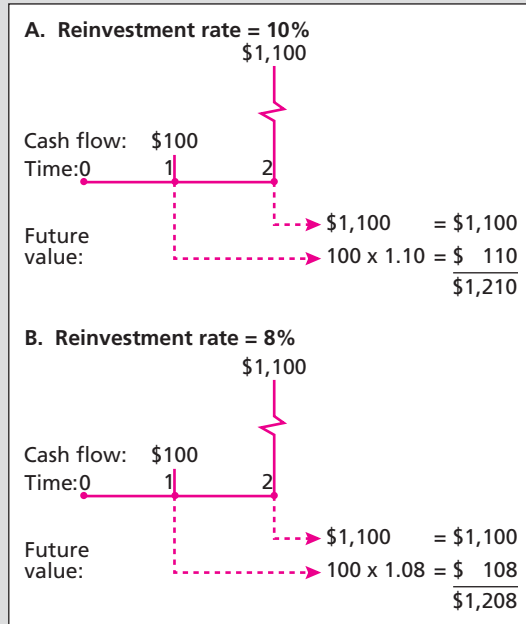 A. Reinvestment rate = 10%
$1,100
Cash flow: $100
Time:0 1 2
$1,100 = $1,100
Future
value:
100 x 1.10 = $ 110
$1,210
B. Reinvestment rate = 8%
$1,100
Cash flow: $100
Time:0 1 2
$1,100 = $1,100
Future
value:
100 x 1.08 = $ 108
$1,208